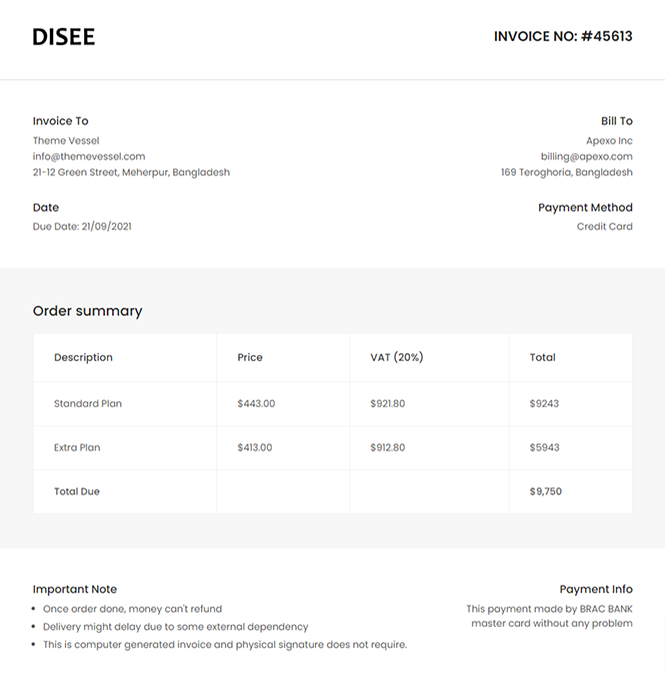 DISEE
INVOICE NO: #45613
Invoice To
Theme Vessel
info@themevessel.com
21-12 Green Street, Meherpur, Bangladesh
Bill To
Apexo Inc
billing@apexo.com
169 Teroghoria, Bangladesh
Date
Due Date: 21/09/2021
Payment Method
Credit Card
Order summary
Description Price VAT (20%) Total
Standard Plan $443.00 $921.80 $9243
Extra Plan $413.00 $912.80 $5943
Total Due $9,750
Important Note
Once order done, money can't refund
Delivery might delay due to some external dependency
This is computer generated invoice and physical signature does not require.
Payment Info
This payment made by BRAC BANK
master card without any problem